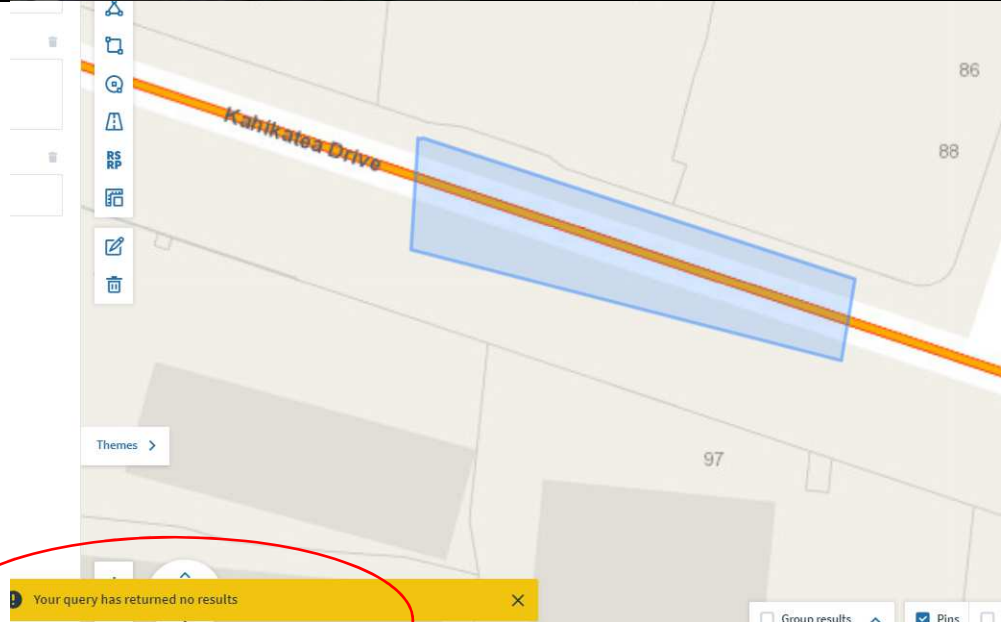 86
Kahikatea Drive
88
RS
RP
Themes
97
Your query has returned no results
Group results
Pins